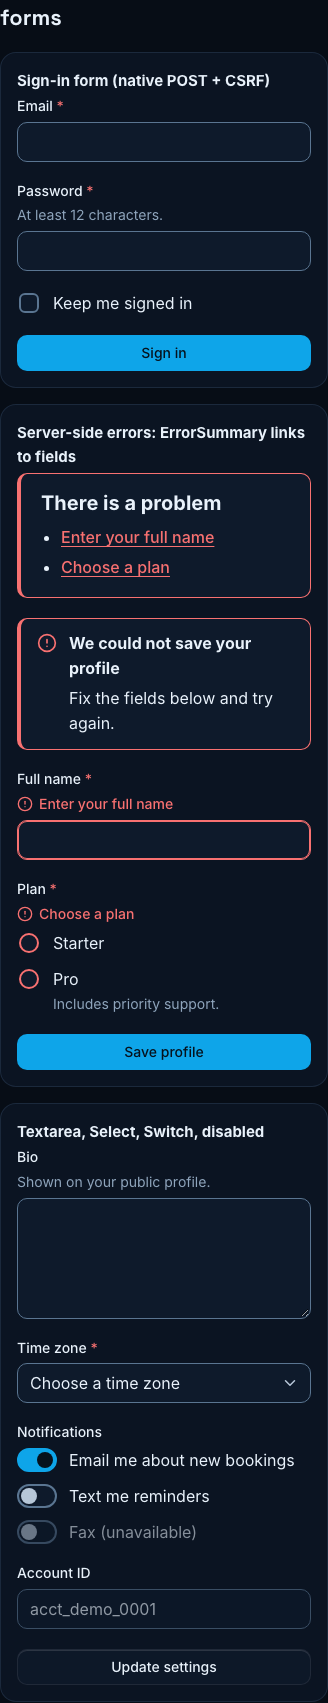 forms
Sign-in form (native POST + CSRF)
Email *
Password *
At least 12 characters.
Keep me signed in
Sign in
Server-side errors: ErrorSummary links
to fields
There is a problem
• Enter your full name
• Choose a plan
We could not save your
profile
Fix the fields below and try
again.
Full name *
Enter your full name
Plan *
Choose a plan
Starter
Pro
Includes priority support.
Save profile
Textarea, Select, Switch, disabled
Bio
Shown on your public profile.
Time zone *
Choose a time zone
Notifications
Email me about new bookings
Text me reminders
Fax (unavailable)
Account ID
acct_demo_0001
Update settings